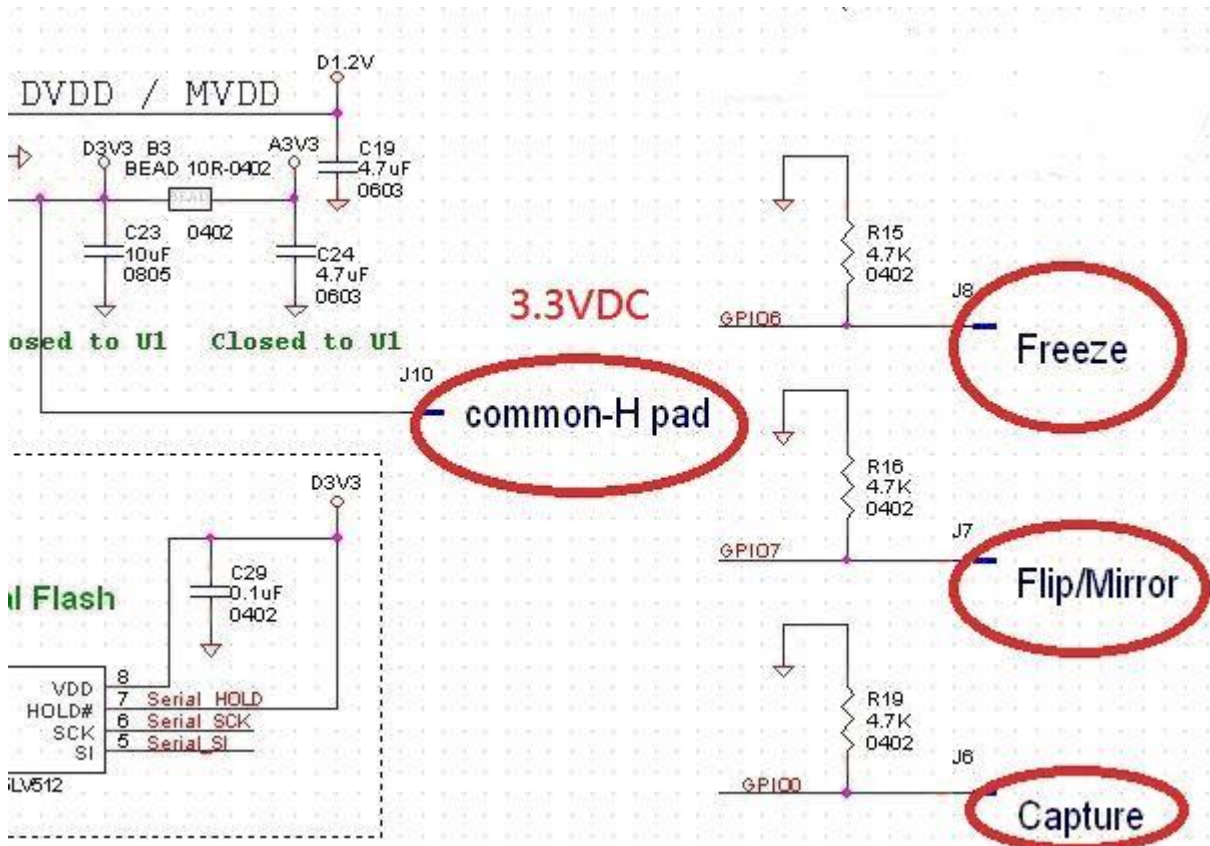 D1.2V
DVDD / MVDD
D3V3 B3
A3V3
BEAD 10R-0402
BEAD
0402
C19
4.7uF
0603
C23
10uF
0805
C24
4.7uF
0603
osed to U1
Closed to U1
3.3VDC
J10
common-H pad
R15
4.7K
0402
J8
GPIO6
Freeze
R16
4.7K
0402
J7
GPIO7
Flip/Mirror
R19
4.7K
0402
J6
GPIO0
Capture
D3V3
C29
0.1uF
0402
al Flash
VDD 8
HOLD# 7 Serial_HOLD
SCK 6 Serial_SCK
SI 5 Serial_SI
LV512